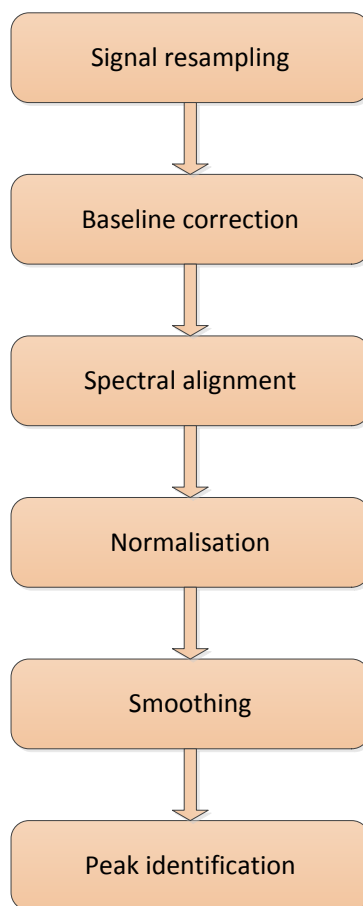 Signal resampling
Baseline correction
Spectral alignment
Normalisation
Smoothing
Peak identification